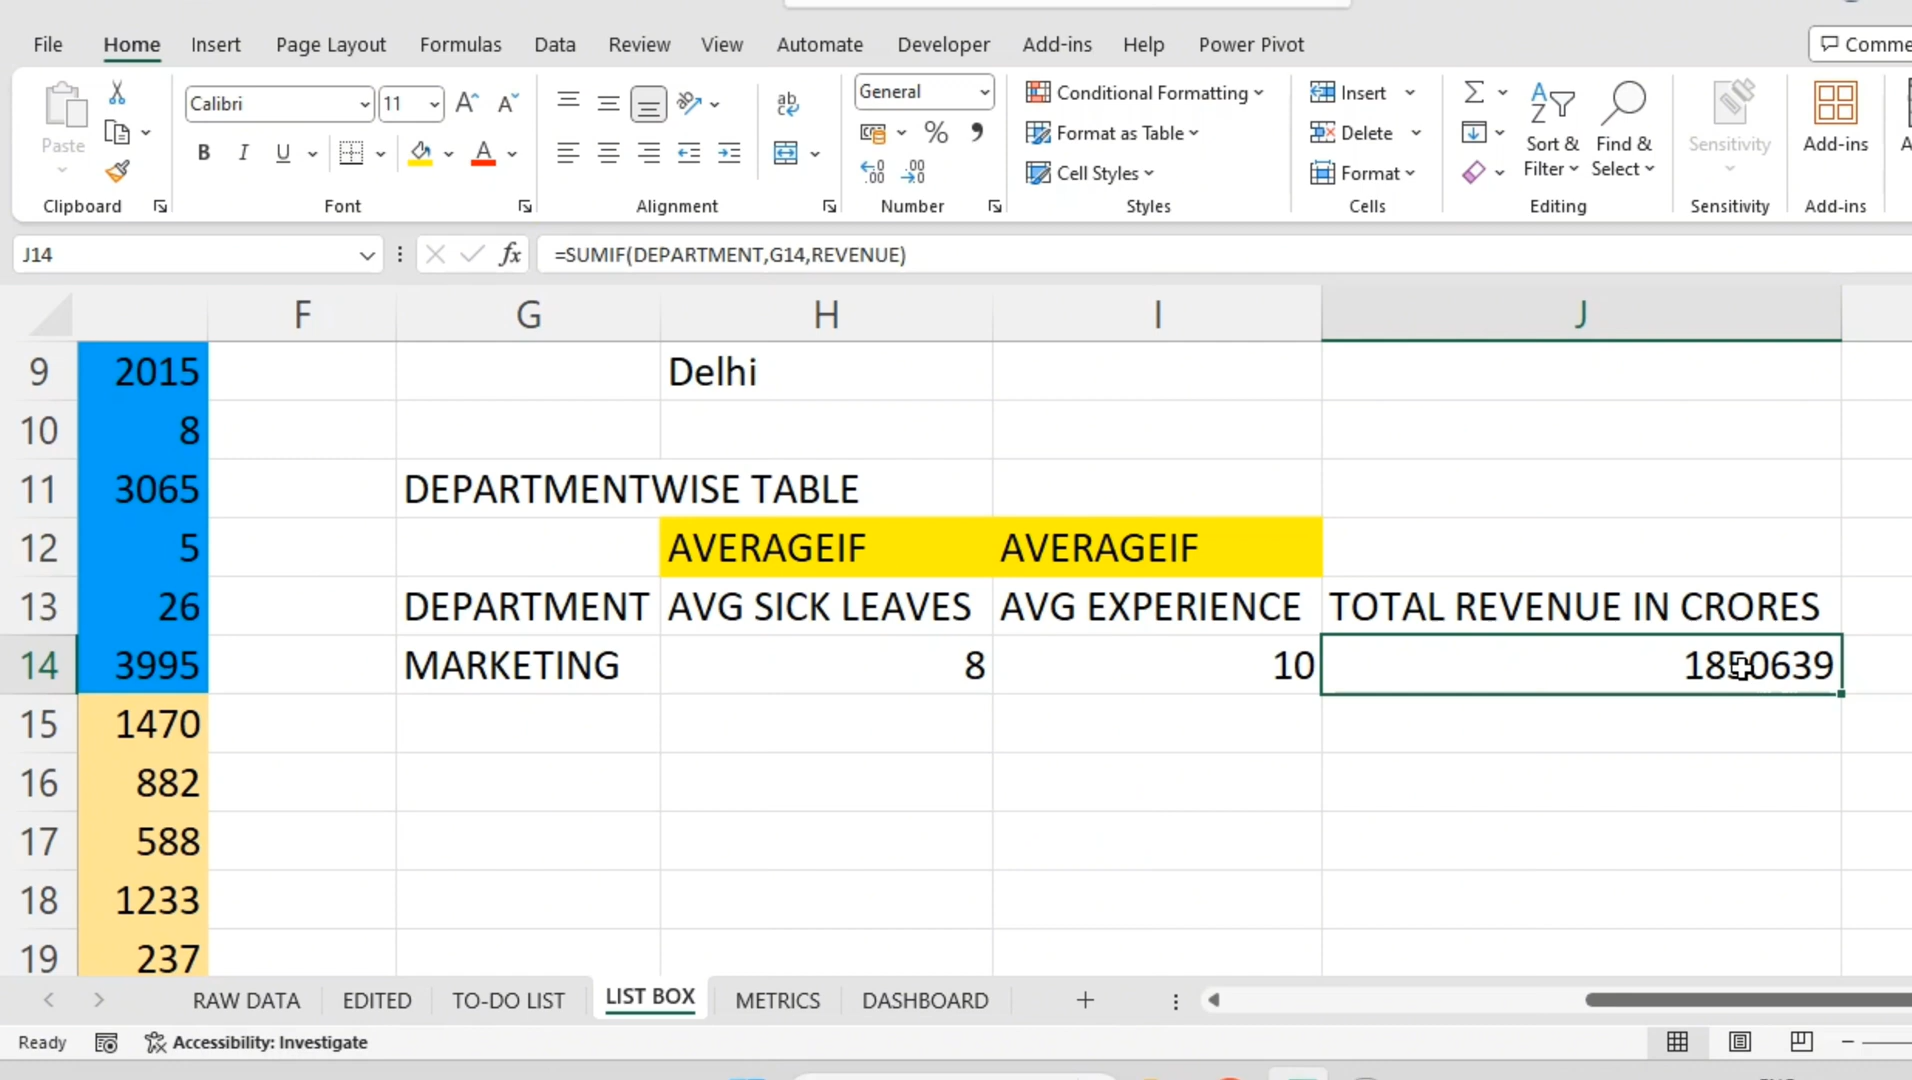 File Home Insert Page Layout Formulas Data Review View Automate Developer Add-ins Help Power Pivot
Calibri 11 General Conditional Formatting Insert
Paste Format as Table Delete Sort & Filter Find & Select Sensitivity Add-ins
B I U A % Cell Styles Format
Clipboard Font Alignment Number Styles Cells Editing Sensitivity Add-ins
J14 fx =SUMIF(DEPARTMENT,G14,REVENUE)
F G H I J
9 2015 Delhi
10 8
11 3065 DEPARTMENTWISE TABLE
12 5 AVERAGEIF AVERAGEIF
13 26 DEPARTMENT AVG SICK LEAVES AVG EXPERIENCE TOTAL REVENUE IN CRORES
14 3995 MARKETING 8 10 1850639
15 1470
16 882
17 588
18 1233
19 237
RAW DATA EDITED TO-DO LIST LIST BOX METRICS DASHBOARD
Ready Accessibility: Investigate